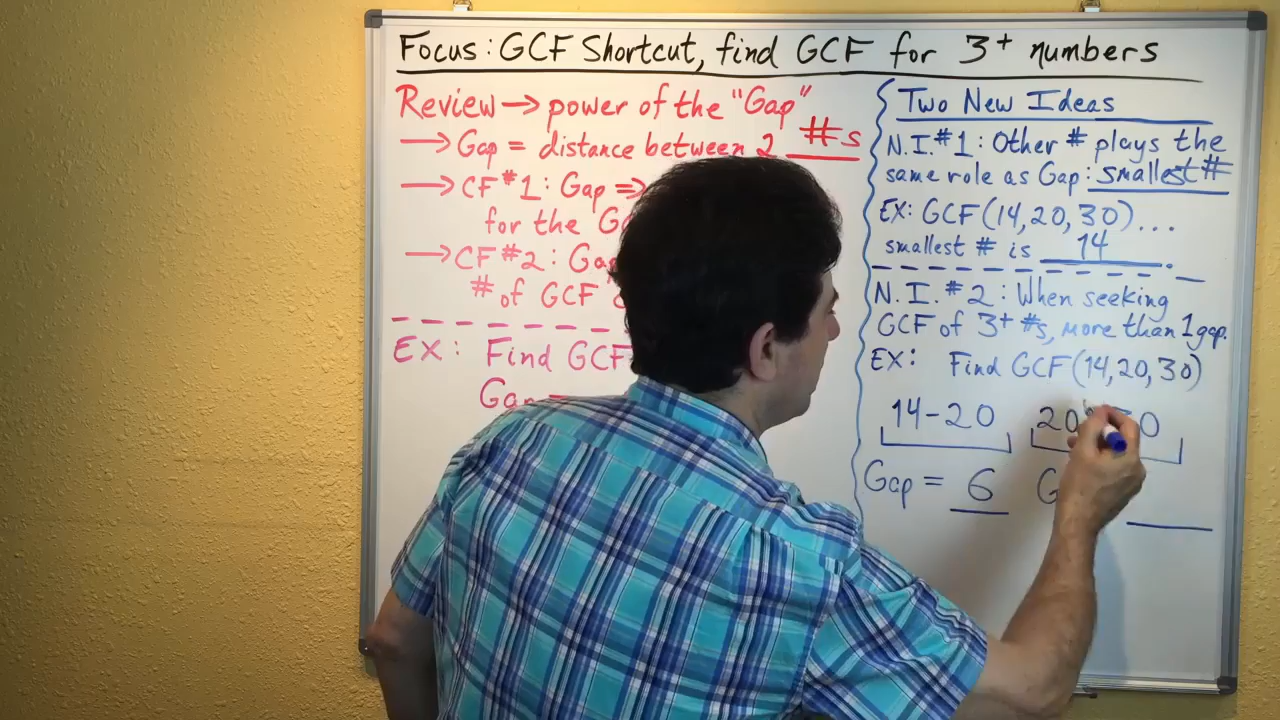 Focus: GCF Shortcut, find GCF for 3+ numbers
Review → power of the "Gap"
→ Gap = distance between 2 #s
→ CF #1: Gap ⇒
for the
→ CF #2:
# of GCF
EX: Find GCF
Gap =
Two New Ideas
N.I.#1: Other # plays the
same role as Gap: smallest #
EX: GCF(14,20,30)...
smallest # is 14.
N.I.#2: When seeking
GCF of 3+ #s, more than 1 gap.
EX: Find GCF(14,20,30)
14-20 20
Gap = 6